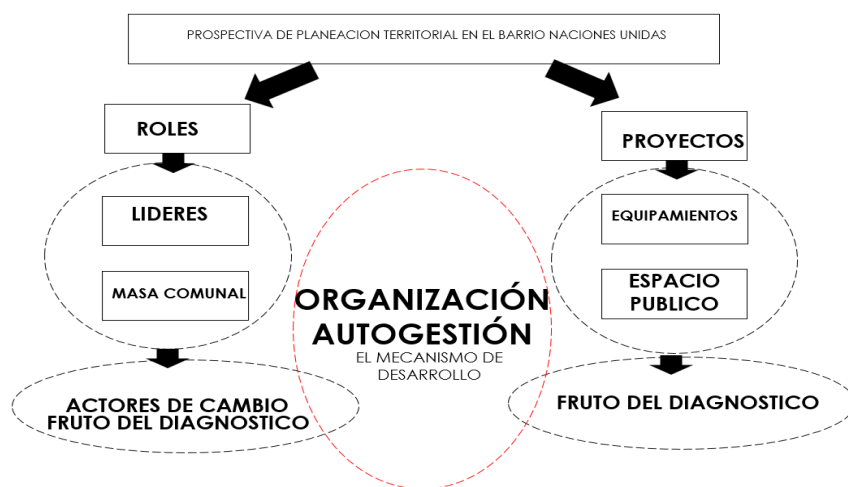 PROSPECTIVA DE PLANEACION TERRITORIAL EN EL BARRIO NACIONES UNIDAS
ROLES
LIDERES
MASA COMUNAL
ACTORES DE CAMBIO
FRUTO DEL DIAGNOSTICO
ORGANIZACIÓN
AUTOGESTIÓN
EL MECANISMO DE
DESARROLLO
PROYECTOS
EQUIPAMIENTOS
ESPACIO
PUBLICO
FRUTO DEL DIAGNOSTICO